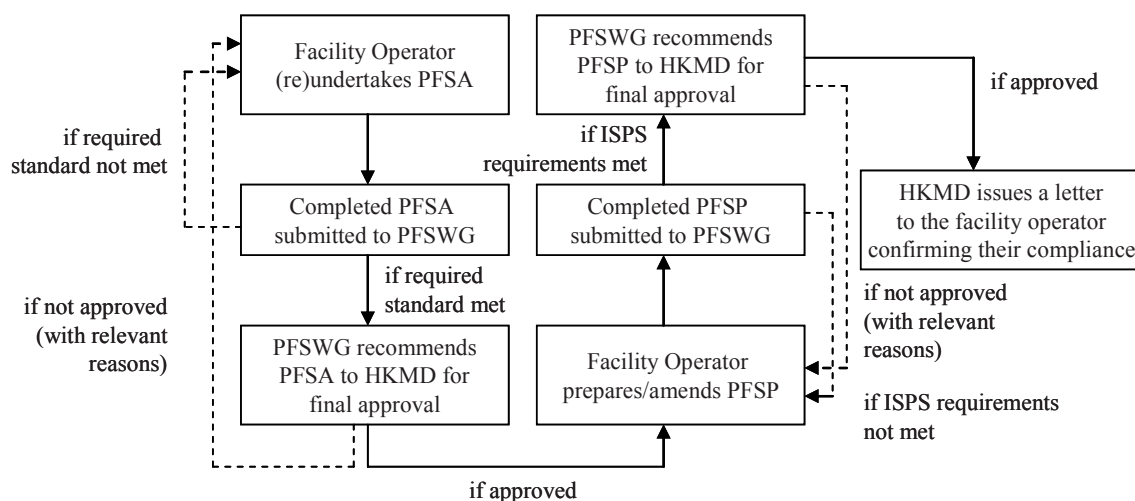 Facility Operator
(re)undertakes PFSA
if required
standard not met
Completed PFSA
submitted to PFSWG
if required
standard met
if not approved
(with relevant
reasons)
PFSWG recommends
PFSA to HKMD for
final approval
if approved
Facility Operator
prepares/amends PFSP
Completed PFSP
submitted to PFSWG
if ISPS
requirements met
if ISPS requirements
not met
PFSWG recommends
PFSP to HKMD for
final approval
if not approved
(with relevant
reasons)
if approved
HKMD issues a letter
to the facility operator
confirming their compliance